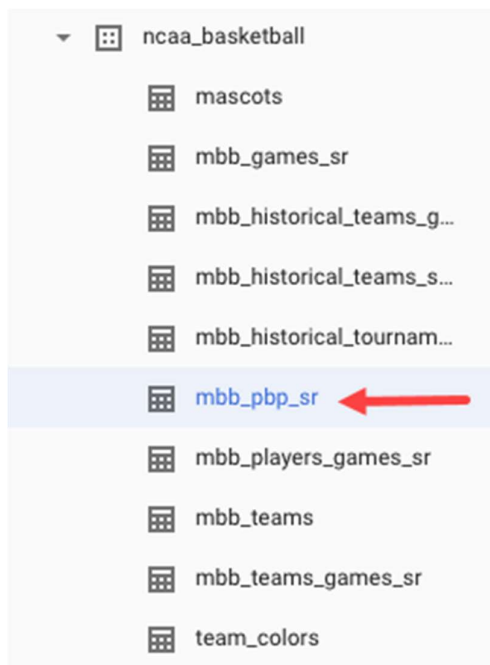 ncaa_basketball
mascots
mbb_games_sr
mbb_historical_teams_g...
mbb_historical_teams_s...
mbb_historical_tournam...
mbb_pbp_sr
mbb_players_games_sr
mbb_teams
mbb_teams_games_sr
team_colors